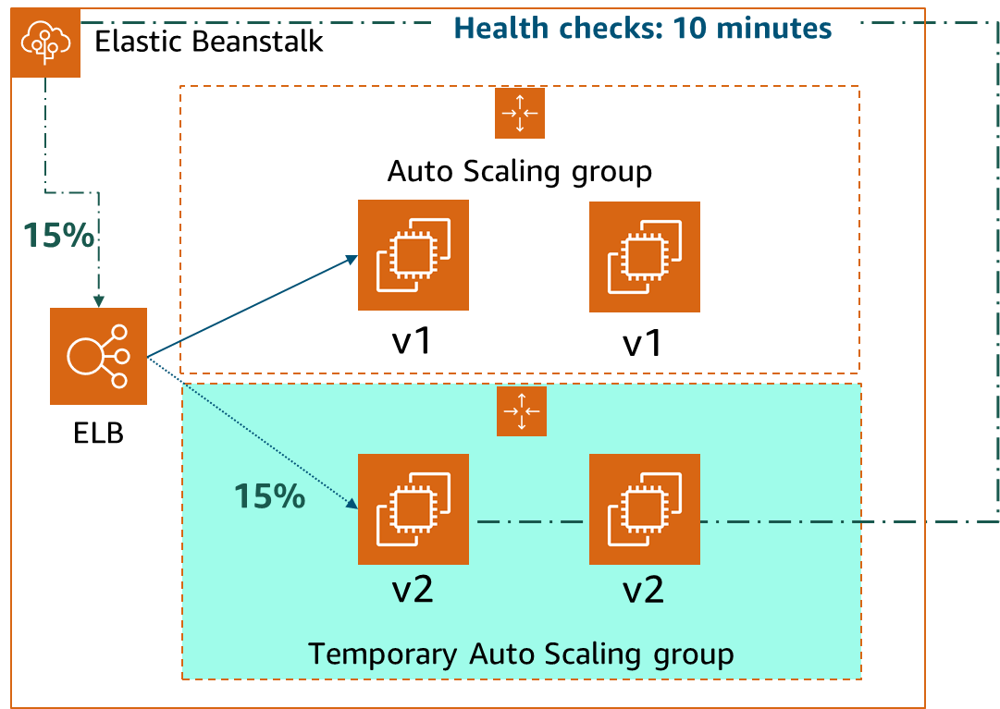 Health checks: 10 minutes
Elastic Beanstalk
Auto Scaling group
15%
v1
v1
ELB
15%
v2
v2
Temporary Auto Scaling group